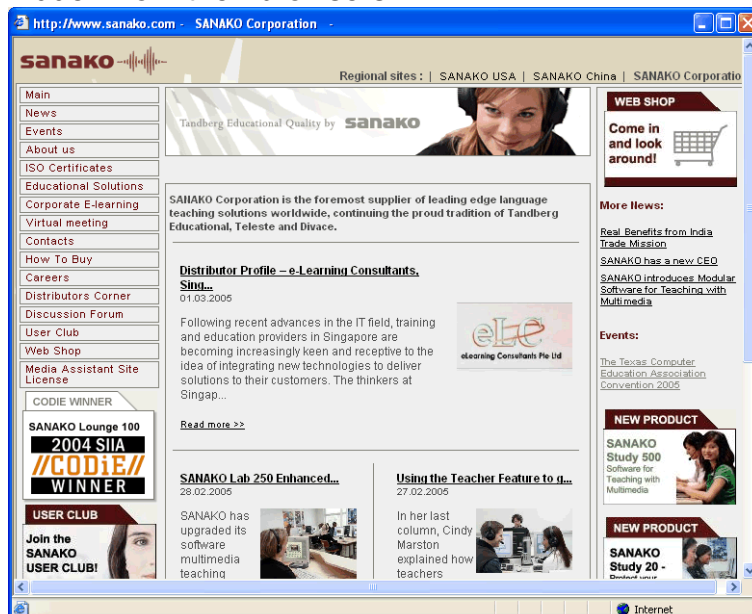 http://www.sanako.com - SANAKO Corporation -
sanako
Regional sites : | SANAKO USA | SANAKO China | SANAKO Corporatio
Main
News
Events
About us
ISO Certificates
Educational Solutions
Corporate E-learning
Virtual meeting
Contacts
How To Buy
Careers
Distributors Corner
Discussion Forum
User Club
Web Shop
Media Assistant Site
License
CODIE WINNER
SANAKO Lounge 100
2004 SIIA
//CODiE//
WINNER
USER CLUB
Join the
SANAKO
USER CLUB!
Tandberg Educational Quality by sanako
SANAKO Corporation is the foremost supplier of leading edge language
teaching solutions worldwide, continuing the proud tradition of Tandberg
Educational, Teleste and Divace.
Distributor Profile – e-Learning Consultants,
Sing...
01.03.2005
Following recent advances in the IT field, training
and education providers in Singapore are
becoming increasingly keen and receptive to the
idea of integrating new technologies to deliver
solutions to their customers. The thinkers at
Singap...
eLC
eLearning Consultants Pte Ltd
Read more >>
SANAKO Lab 250 Enhanced...
28.02.2005
SANAKO has
upgraded its
software
multimedia
teaching
Using the Teacher Feature to g...
27.02.2005
In her last
column, Cindy
Marston
explained how
teachers
WEB SHOP
Come in
and look
around!
More News:
Real Benefits from India
Trade Mission
SANAKO has a new CEO
SANAKO introduces Modular
Software for Teaching with
Multimedia
Events:
The Texas Computer
Education Association
Convention 2005
NEW PRODUCT
SANAKO
Study 500
Software for
Teaching with
Multimedia
NEW PRODUCT
SANAKO
Study 20 -
Internet